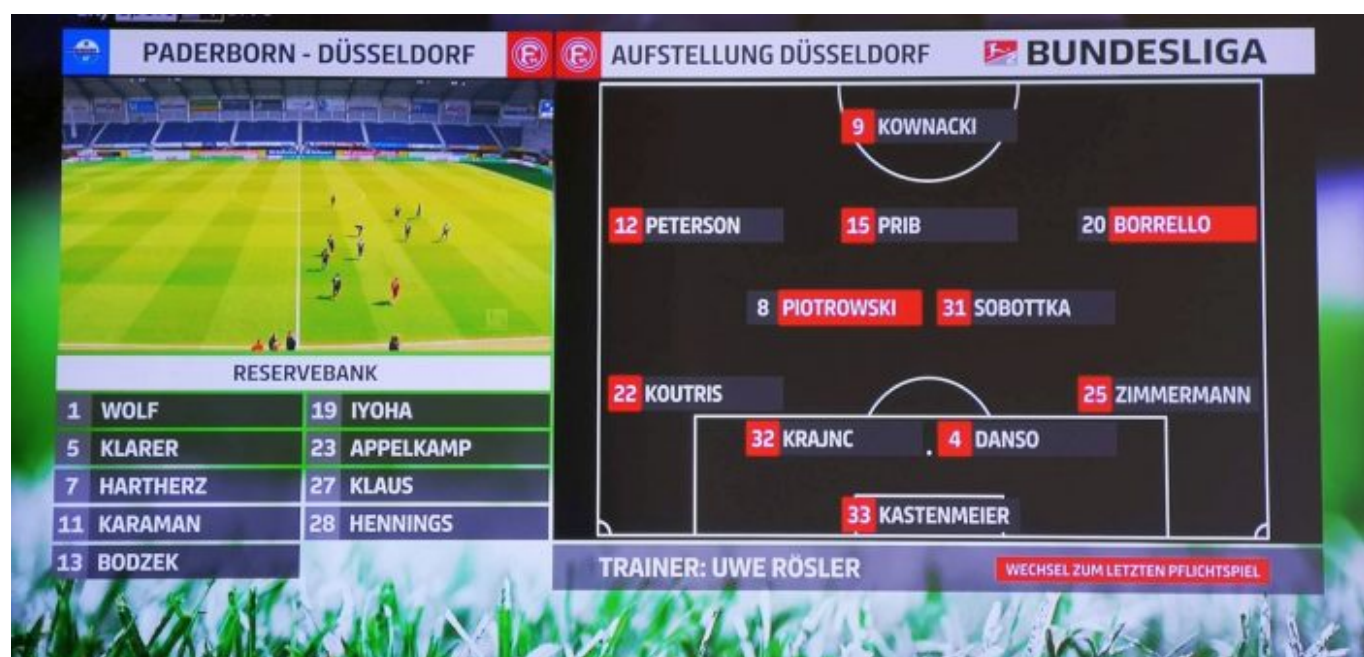 PADERBORN - DÜSSELDORF
RESERVEBANK
1 WOLF
5 KLARER
7 HARTHERZ
11 KARAMAN
13 BODZEK
19 IYOHA
23 APPELKAMP
27 KLAUS
28 HENNINGS
AUFSTELLUNG DÜSSELDORF
BUNDESLIGA
9 KOWNACKI
12 PETERSON 15 PRIB 20 BORRELLO
8 PIOTROWSKI 31 SOBOTTKA
22 KOUTRIS 25 ZIMMERMANN
32 KRAJNC 4 DANSO
33 KASTENMEIER
TRAINER: UWE RÖSLER
WECHSEL ZUM LETZTEN PFLICHTSPIEL